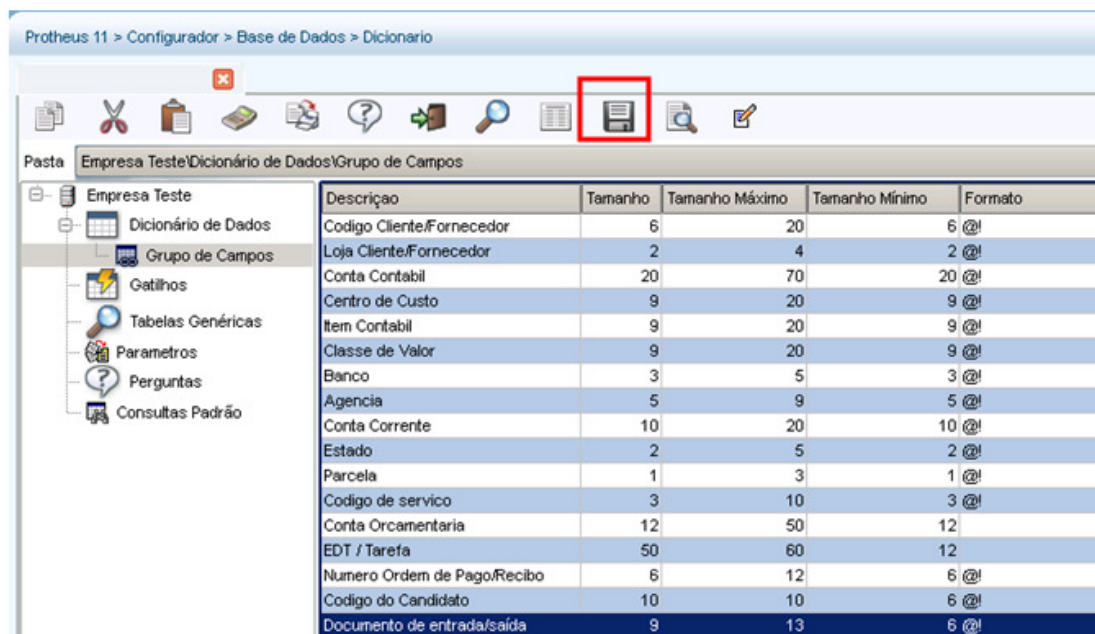 Protheus 11 > Configurador > Base de Dados > Dicionario
Pasta Empresa Teste\Dicionário de Dados\Grupo de Campos
Empresa Teste
Dicionário de Dados
Grupo de Campos
Gatilhos
Tabelas Genéricas
Parametros
Perguntas
Consultas Padrão
Descriçao Tamanho Tamanho Máximo Tamanho Mínimo Formato
Codigo Cliente/Fornecedor 6 20 6 @!
Loja Cliente/Fornecedor 2 4 2 @!
Conta Contabil 20 70 20 @!
Centro de Custo 9 20 9 @!
Item Contabil 9 20 9 @!
Classe de Valor 9 20 9 @!
Banco 3 5 3 @!
Agencia 5 9 5 @!
Conta Corrente 10 20 10 @!
Estado 2 5 2 @!
Parcela 1 3 1 @!
Codigo de servico 3 10 3 @!
Conta Orcamentaria 12 50 12
EDT / Tarefa 50 60 12
Numero Ordem de Pago/Recibo 6 12 6 @!
Codigo do Candidato 10 10 6 @!
Documento de entrada/saída 9 13 6 @!